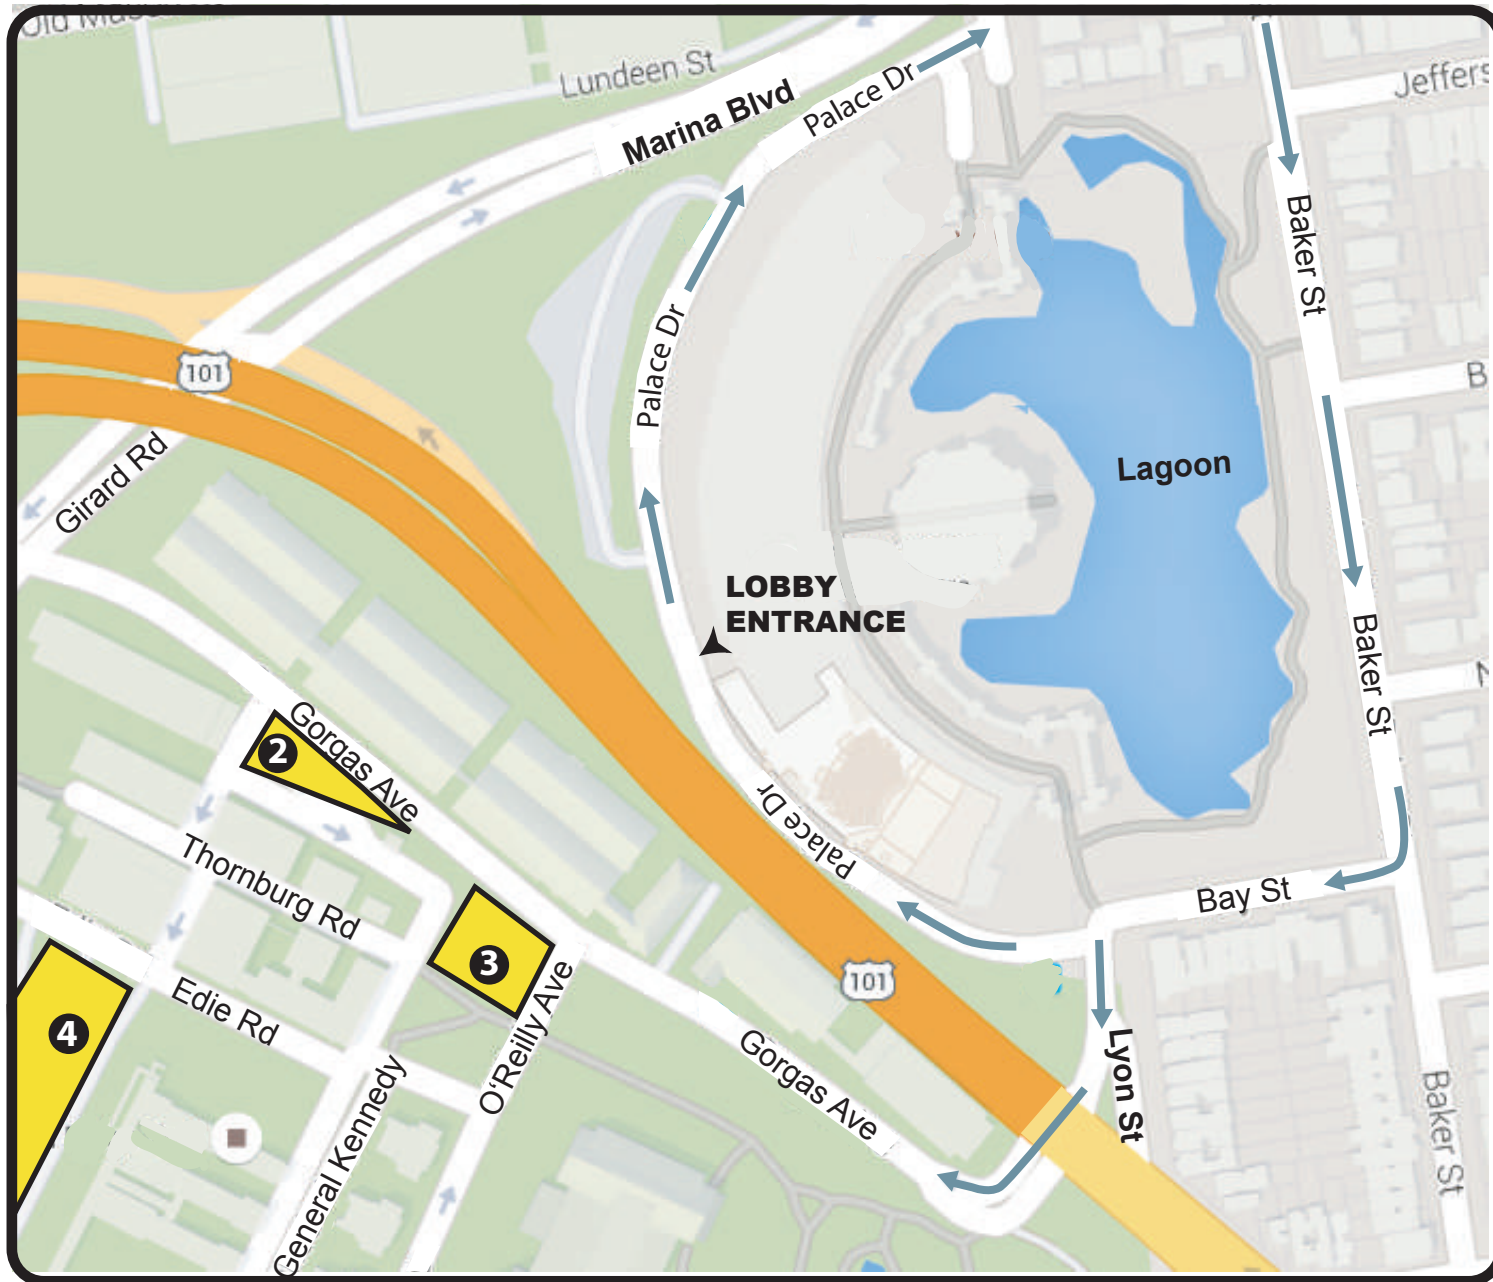 Lundeen St
Marina Blvd
Palace Dr
Baker St
101
Palace Dr
Girard Rd
Lagoon
LOBBY
ENTRANCE
Baker St
Gorgas Ave
2
Palace Dr
Thornburg Rd
Bay St
3
101
4
Edie Rd
O'Reilly Ave
Gorgas Ave
Lyon St
General Kennedy
Baker St